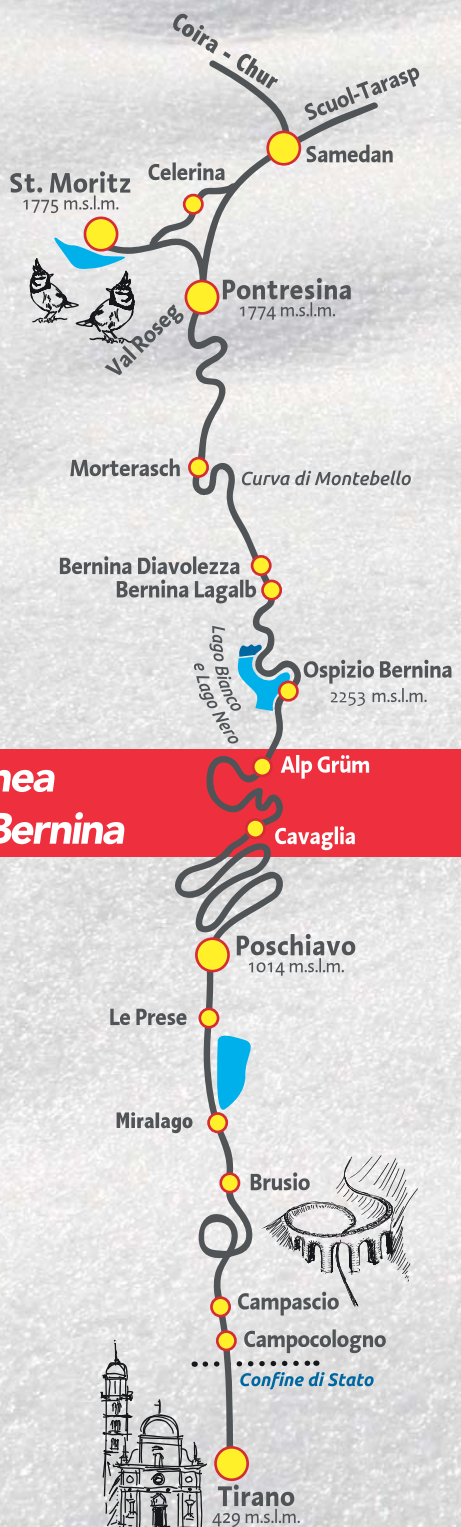 Coira - Chur
Scuol-Tarasp
Samedan
Celerina
St. Moritz
1775 m.s.l.m.
Pontresina
1774 m.s.l.m.
Val Roseg
Morterasch
Curva di Montebello
Bernina Diavolezza
Bernina Lagalb
Lago Bianco
e Lago Nero
Ospizio Bernina
2253 m.s.l.m.
Alp Grüm
nea
Bernina
Cavaglia
Poschiavo
1014 m.s.l.m.
Le Prese
Miralago
Brusio
Campascio
Campocologno
Confine di Stato
Tirano
429 m.s.l.m.